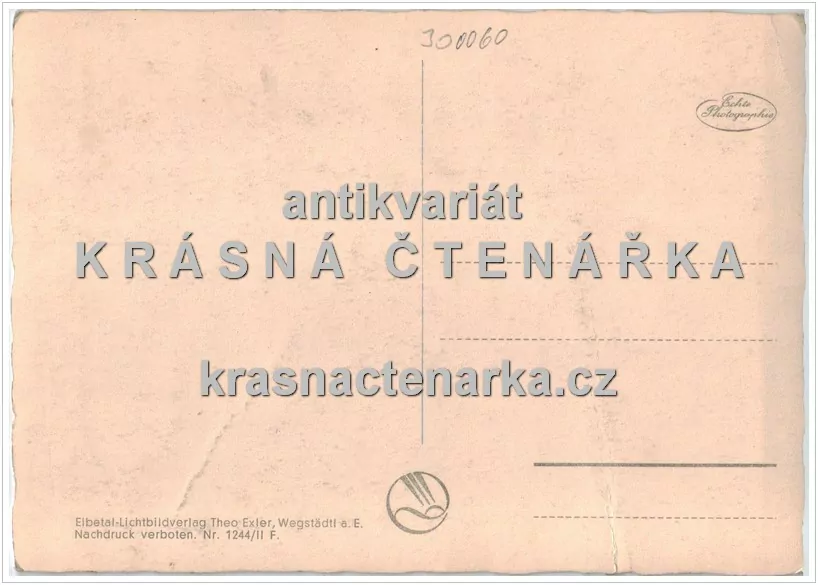 300060
Echte
Photographie
antikvariát
KRÁSNÁ ČTENÁŘKA
krasnactenarka.cz
Elbetal-Lichtbildverlag Theo Exler, Wegstädtl a. E.
Nachdruck verboten. Nr. 1244/II F.